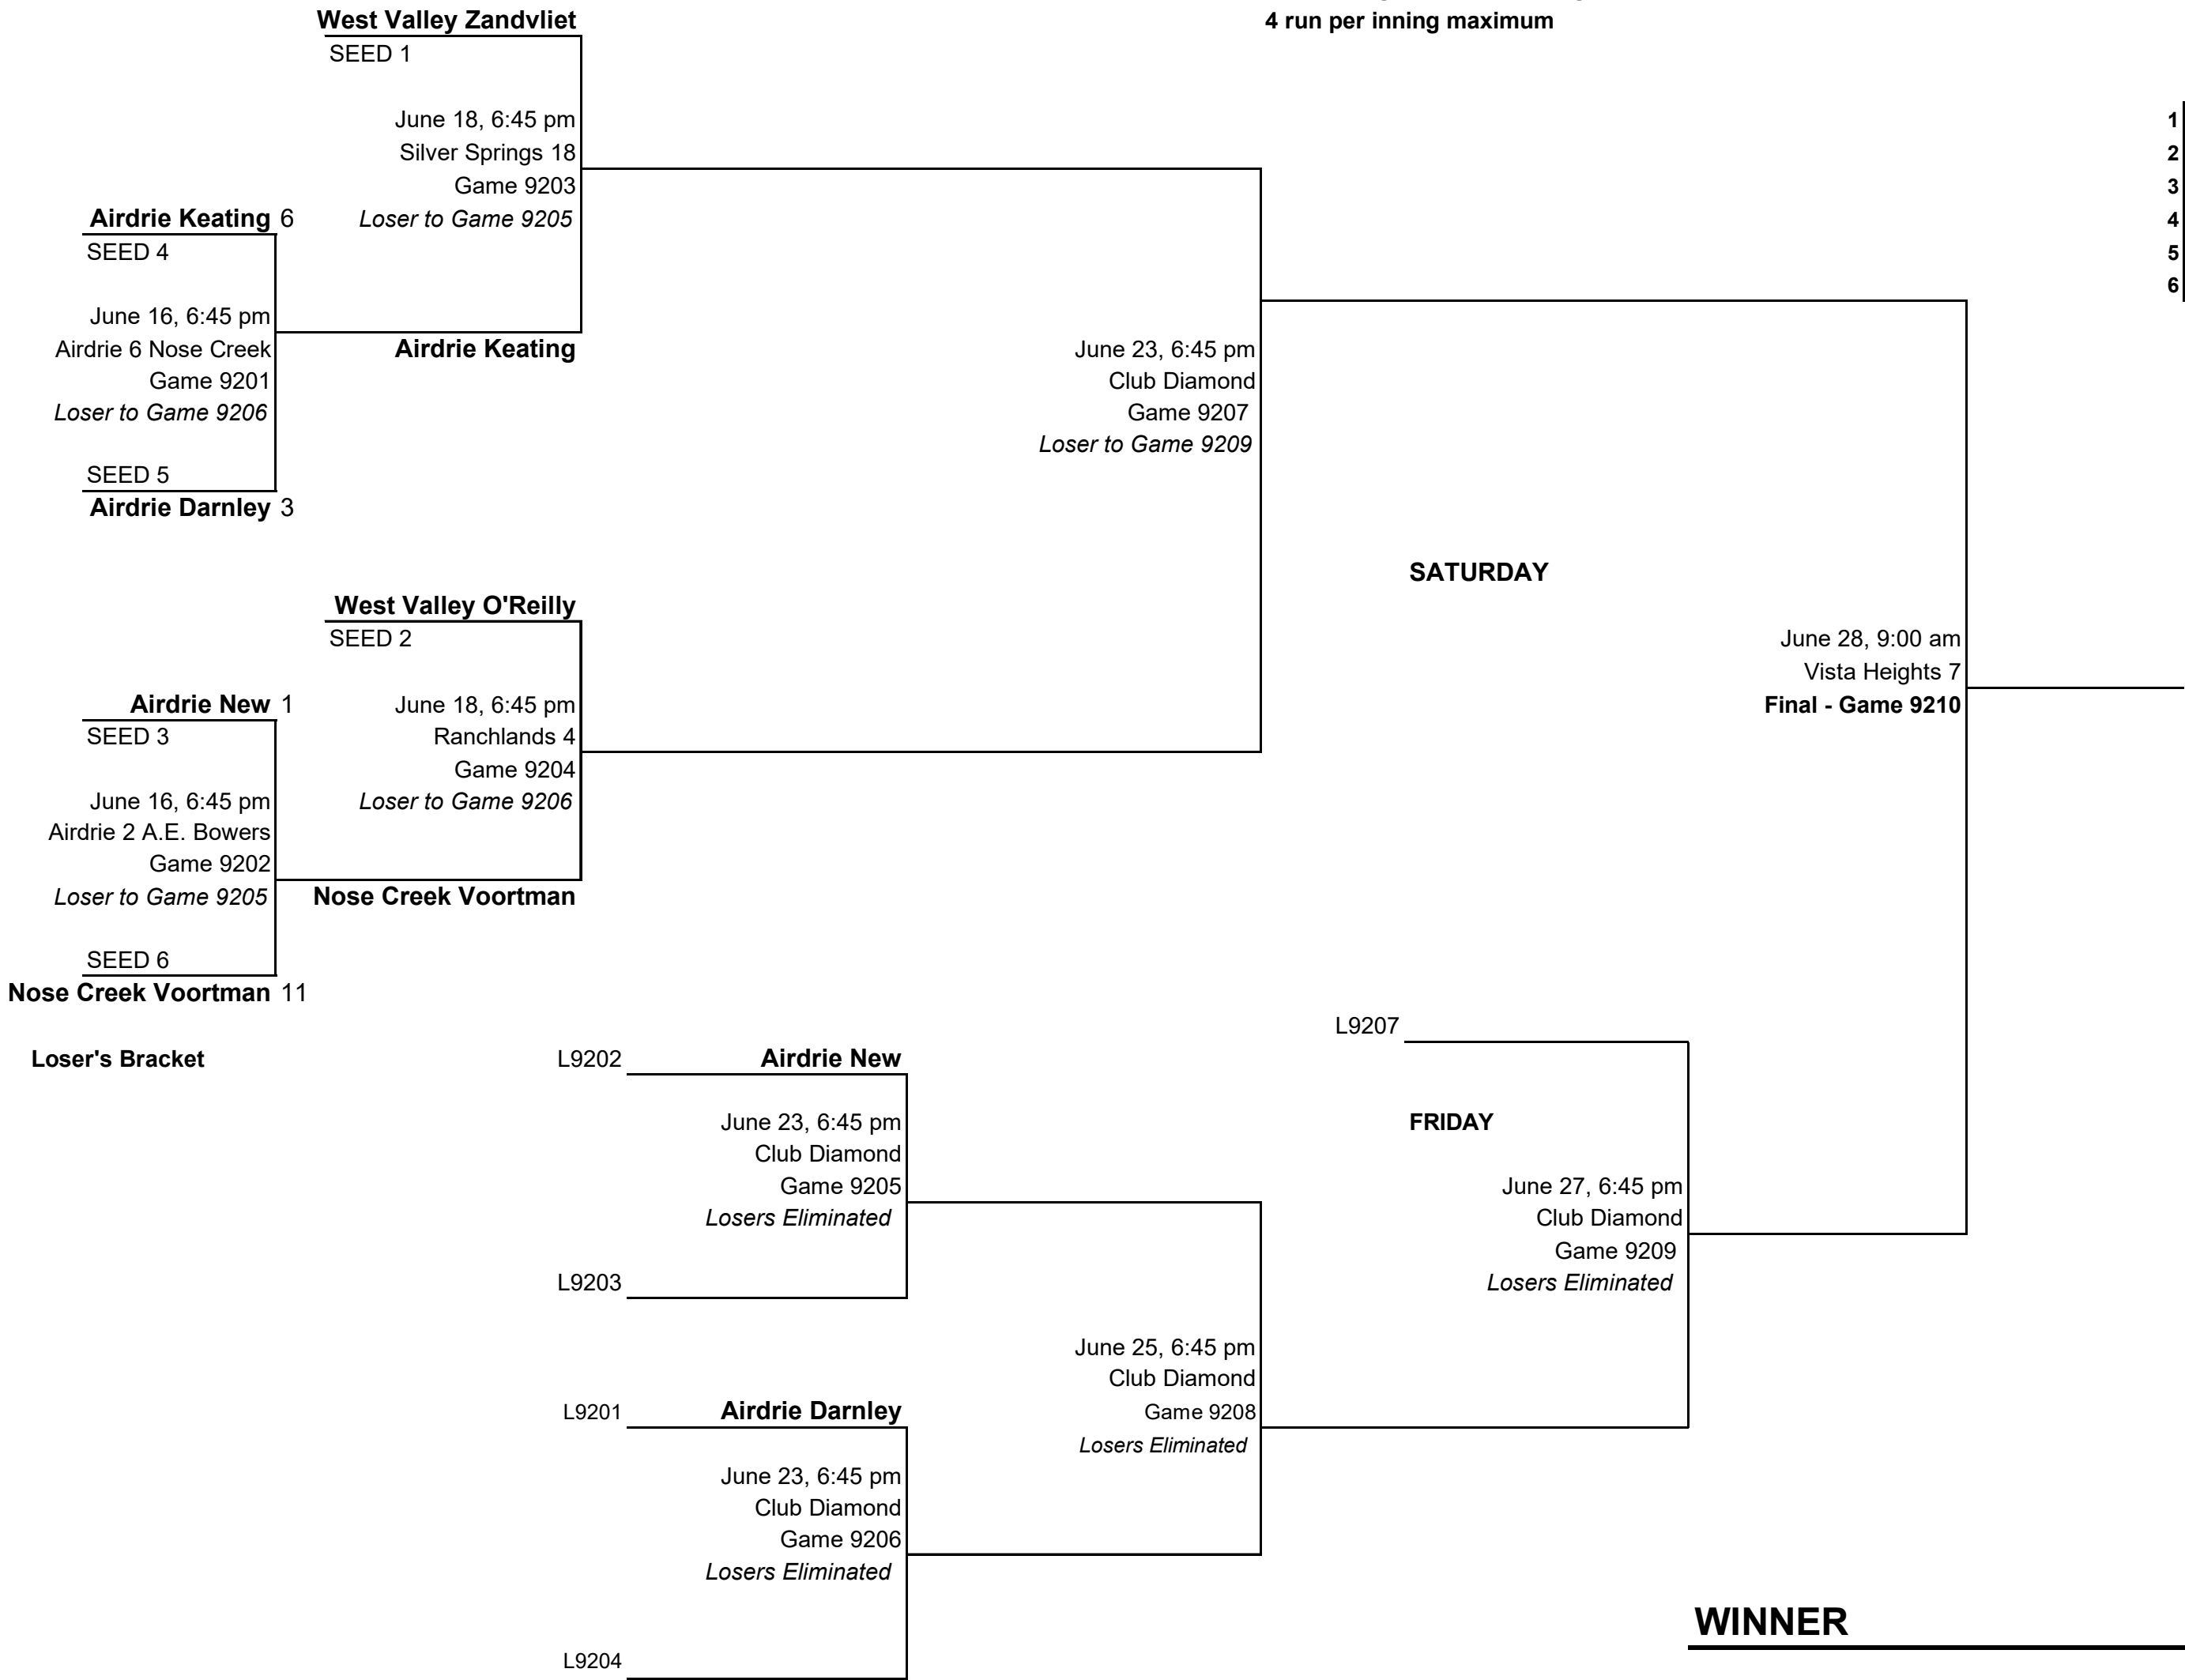 West Valley Zandvliet
4 run per inning maximum
SEED 1
June 18, 6:45 pm
Silver Springs 18
Game 9203
Loser to Game 9205
1
2
3
4
5
6
Airdrie Keating 6
SEED 4
June 16, 6:45 pm
Airdrie 6 Nose Creek
Game 9201
Loser to Game 9206
Airdrie Keating
SEED 5
Airdrie Darnley 3
June 23, 6:45 pm
Club Diamond
Game 9207
Loser to Game 9209
SATURDAY
West Valley O'Reilly
SEED 2
June 18, 6:45 pm
Ranchlands 4
Game 9204
Loser to Game 9206
June 28, 9:00 am
Vista Heights 7
Final - Game 9210
Airdrie New 1
SEED 3
June 16, 6:45 pm
Airdrie 2 A.E. Bowers
Game 9202
Loser to Game 9205
Nose Creek Voortman
SEED 6
Nose Creek Voortman 11
Loser's Bracket
L9202 Airdrie New
June 23, 6:45 pm
Club Diamond
Game 9205
Losers Eliminated
L9203
L9207
FRIDAY
June 27, 6:45 pm
Club Diamond
Game 9209
Losers Eliminated
June 25, 6:45 pm
Club Diamond
Game 9208
Losers Eliminated
L9201 Airdrie Darnley
June 23, 6:45 pm
Club Diamond
Game 9206
Losers Eliminated
L9204
WINNER